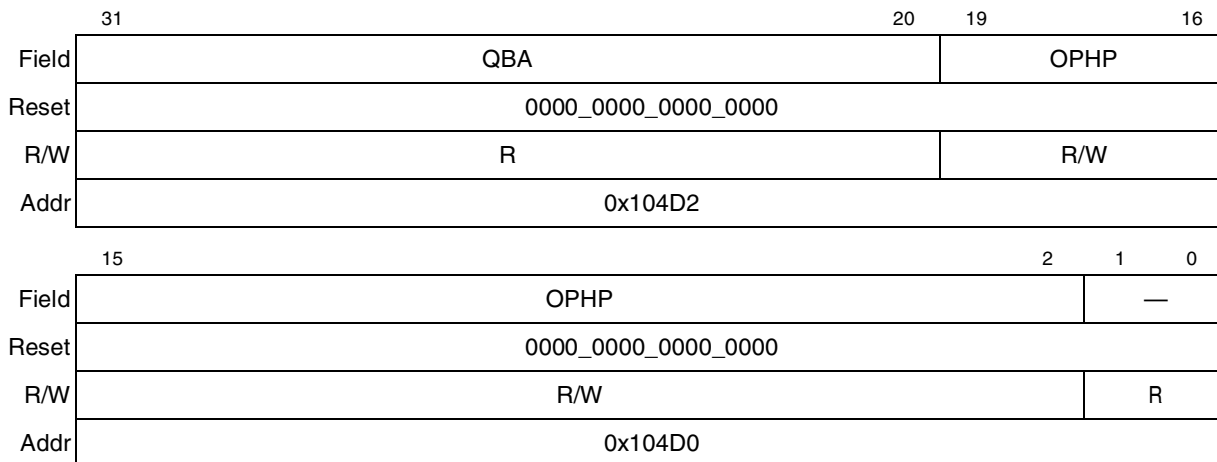 31 20 19 16
Field QBA OPHP
Reset 0000_0000_0000_0000
R/W R R/W
Addr 0x104D2
15 2 1 0
Field OPHP —
Reset 0000_0000_0000_0000
R/W R/W R
Addr 0x104D0